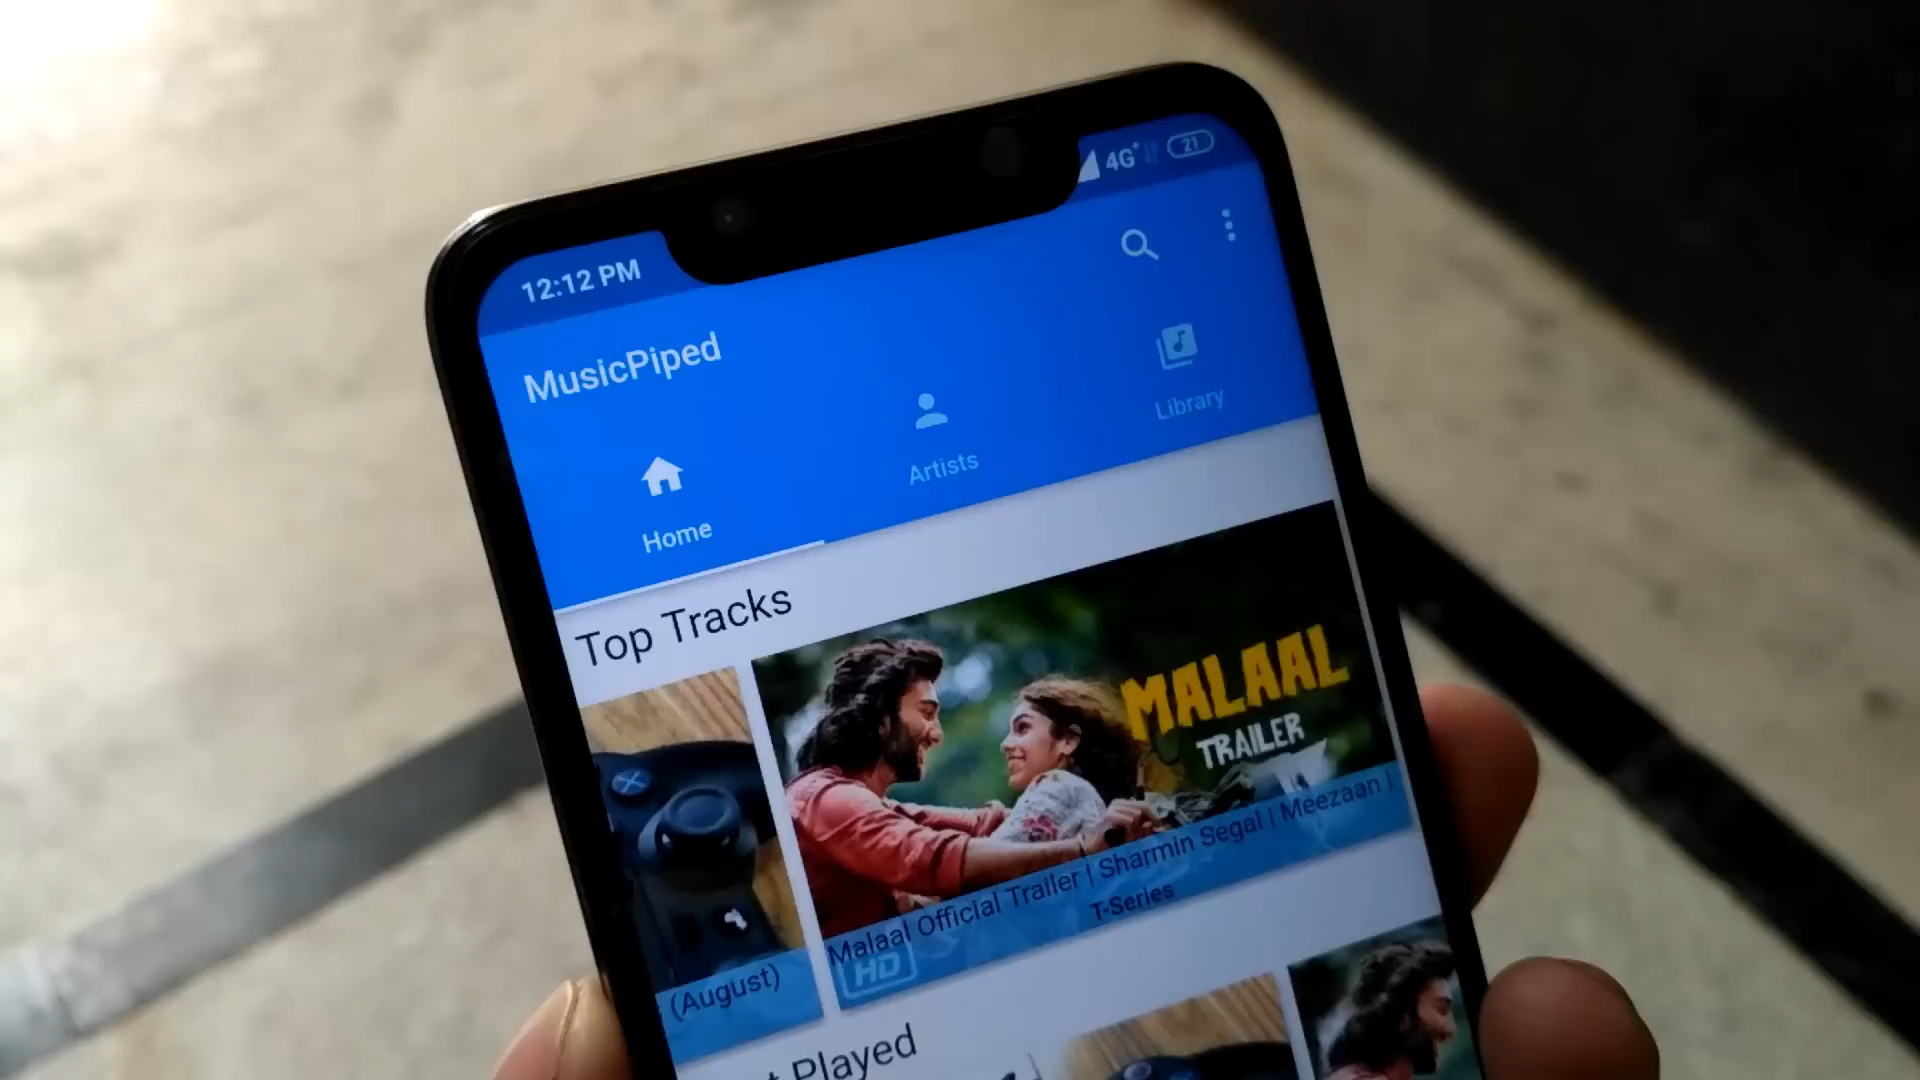 12:12 PM
4G+
21
MusicPiped
Home
Artists
Library
Top Tracks
MALAAL
TRAILER
Malaal Official Trailer | Sharmin Segal | Meezaan |
T-Series
HD
(August)
Played